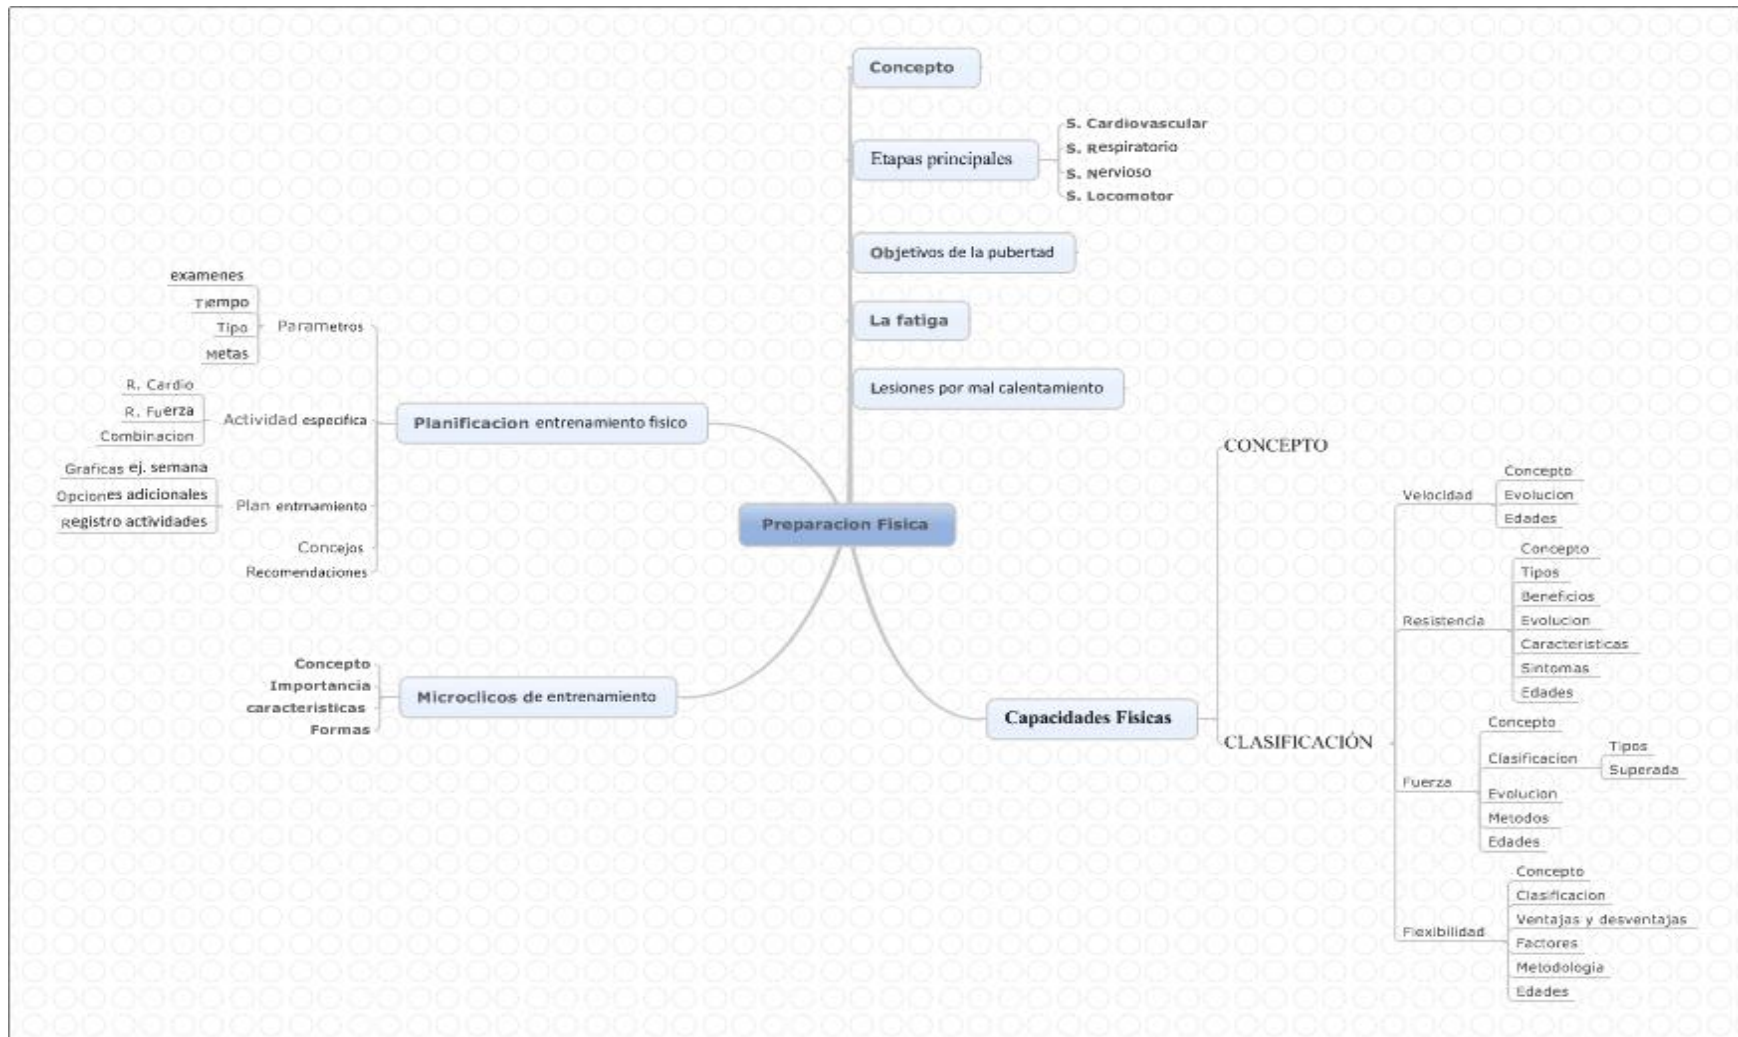 Concepto
Etapas principales
S. Cardiovascular
S. Respiratorio
S. Nervioso
S. Locomotor
Objetivos de la pubertad
La fatiga
Lesiones por mal calentamiento
Preparacion Fisica
Planificacion entrenamiento fisico
Parametros
examenes
Tiempo
Tipo
Metas
Actividad especifica
R. Cardio
R. Fuerza
Combinacion
Plan entrnamiento
Graficas ej. semana
Opciones adicionales
Registro actividades
Concejos
Recomendaciones
Microclicos de entrenamiento
Concepto
Importancia
caracteristicas
Formas
Capacidades Físicas
CONCEPTO
CLASIFICACIÓN
Velocidad
Concepto
Evolucion
Edades
Resistencia
Concepto
Tipos
Beneficios
Evolucion
Caracteristicas
Sintomas
Edades
Fuerza
Concepto
Clasificacion
Tipos
Superada
Evolucion
Metodos
Edades
Flexibilidad
Concepto
Clasificacion
Ventajas y desventajas
Factores
Metodologia
Edades